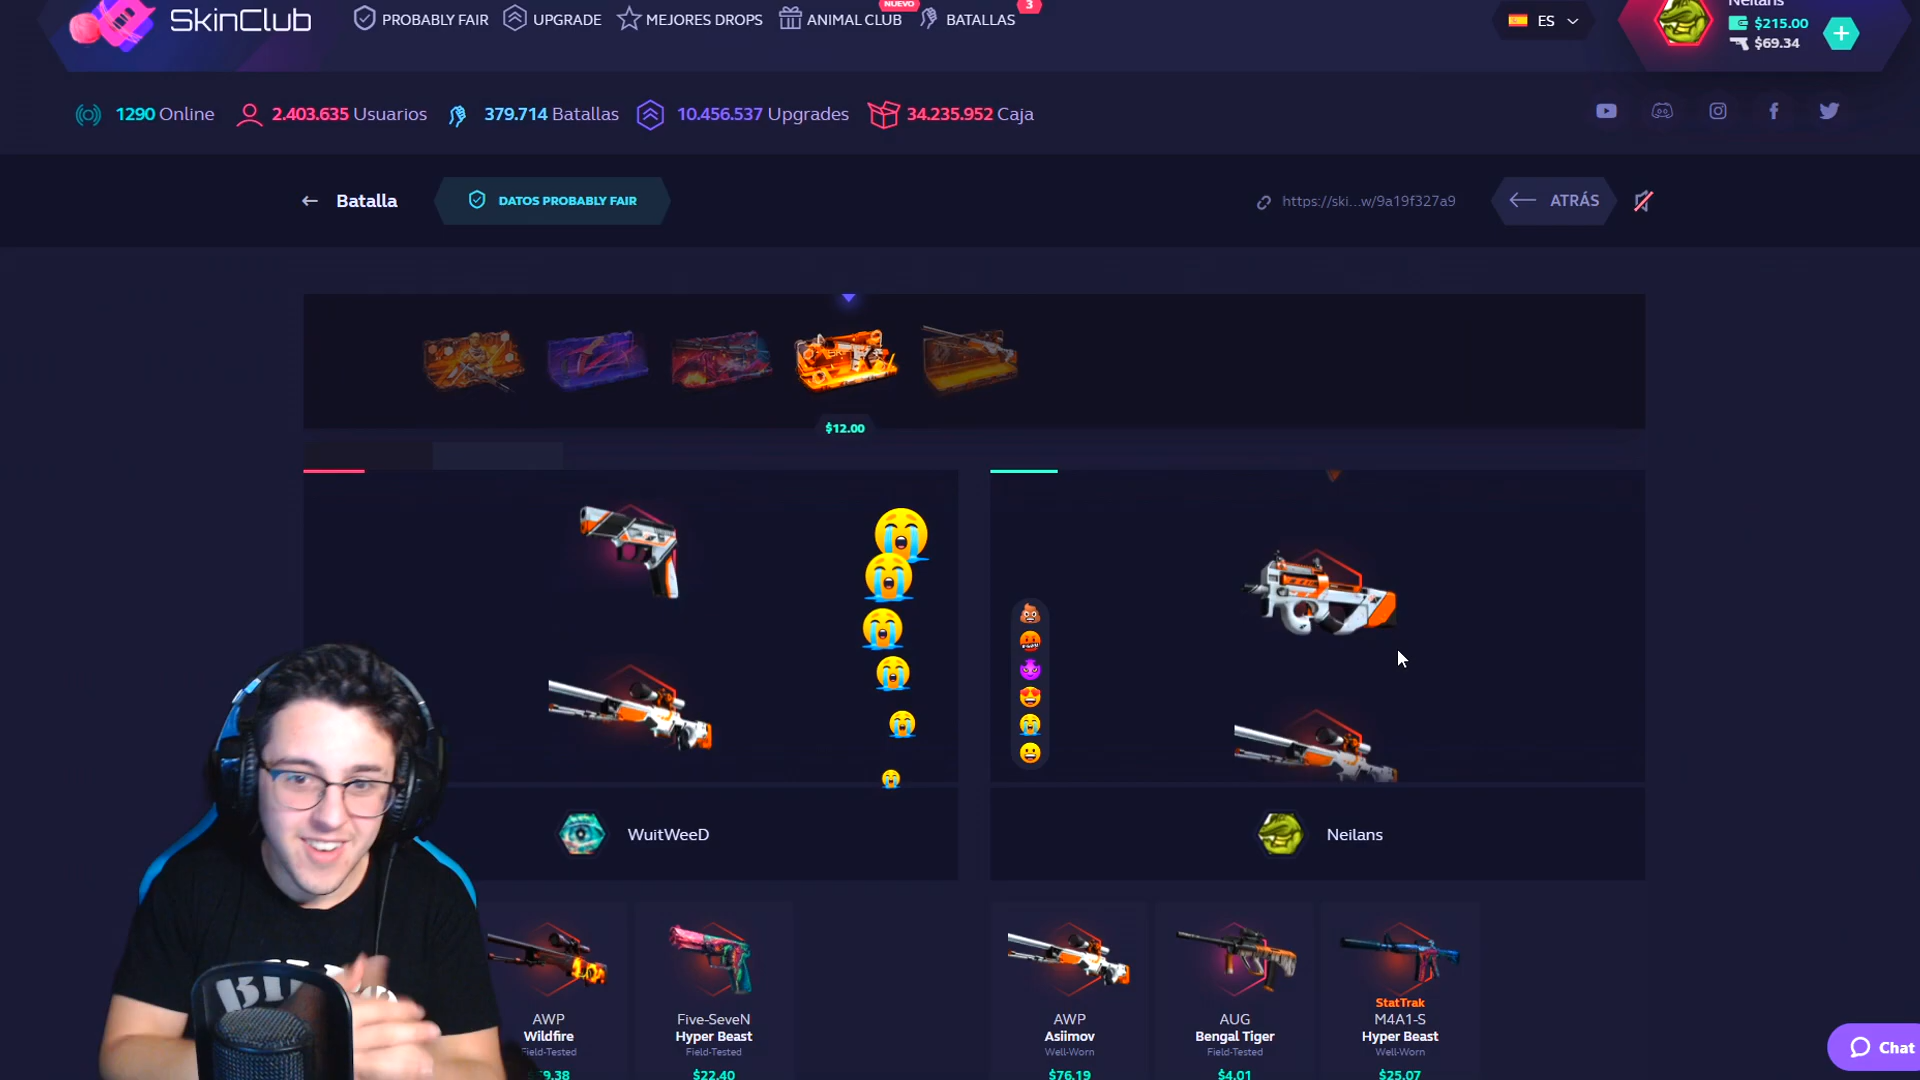 SkinClub
PROBABLY FAIR
UPGRADE
MEJORES DROPS
NUEVO
ANIMAL CLUB
BATALLAS
3
ES
Neilans
$215.00
$69.34
1290 Online
2.403.635 Usuarios
379.714 Batallas
10.456.537 Upgrades
34.235.952 Caja
Batalla
DATOS PROBABLY FAIR
https://ski...w/9a19f327a9
ATRÁS
$12.00
WuitWeeD
Neilans
AWP
Wildfire
Field-Tested
Five-SeveN
Hyper Beast
Field-Tested
$22.40
AWP
Asiimov
Well-Worn
$76.19
AUG
Bengal Tiger
Field-Tested
$4.01
StatTrak
M4A1-S
Hyper Beast
Well-Worn
$25.07
Chat